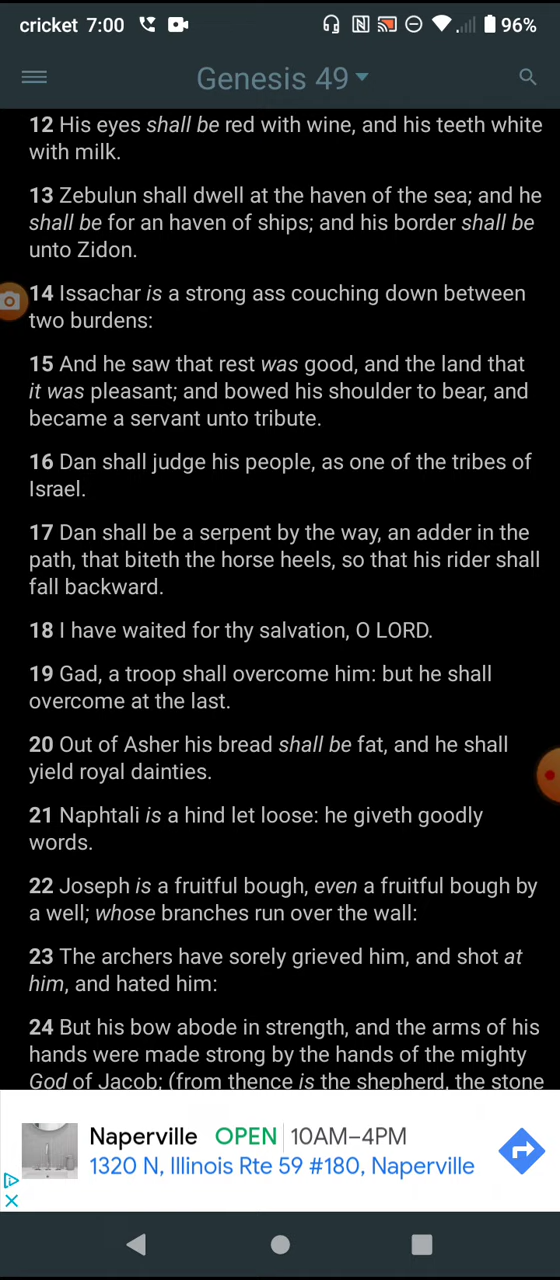 cricket 7:00 96%
Genesis 49
12 His eyes shall be red with wine, and his teeth white
with milk.
13 Zebulun shall dwell at the haven of the sea; and he
shall be for an haven of ships; and his border shall be
unto Zidon.
14 Issachar is a strong ass couching down between
two burdens:
15 And he saw that rest was good, and the land that
it was pleasant; and bowed his shoulder to bear, and
became a servant unto tribute.
16 Dan shall judge his people, as one of the tribes of
Israel.
17 Dan shall be a serpent by the way, an adder in the
path, that biteth the horse heels, so that his rider shall
fall backward.
18 I have waited for thy salvation, O LORD.
19 Gad, a troop shall overcome him: but he shall
overcome at the last.
20 Out of Asher his bread shall be fat, and he shall
yield royal dainties.
21 Naphtali is a hind let loose: he giveth goodly
words.
22 Joseph is a fruitful bough, even a fruitful bough by
a well; whose branches run over the wall:
23 The archers have sorely grieved him, and shot at
him, and hated him:
24 But his bow abode in strength, and the arms of his
hands were made strong by the hands of the mighty
God of Jacob; (from thence is the shepherd, the stone
Naperville OPEN 10AM–4PM
1320 N, Illinois Rte 59 #180, Naperville